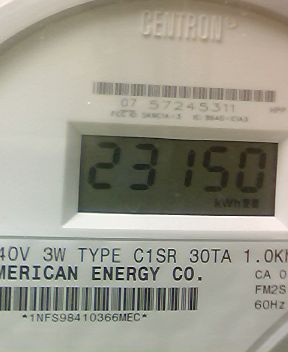 CENTRON®
07 57245311
23150
kWh
40V 3W TYPE C1SR 30TA 1.0K
MERICAN ENERGY CO.
CA 0
FM2S
60Hz
*1NFS98410366MEC*